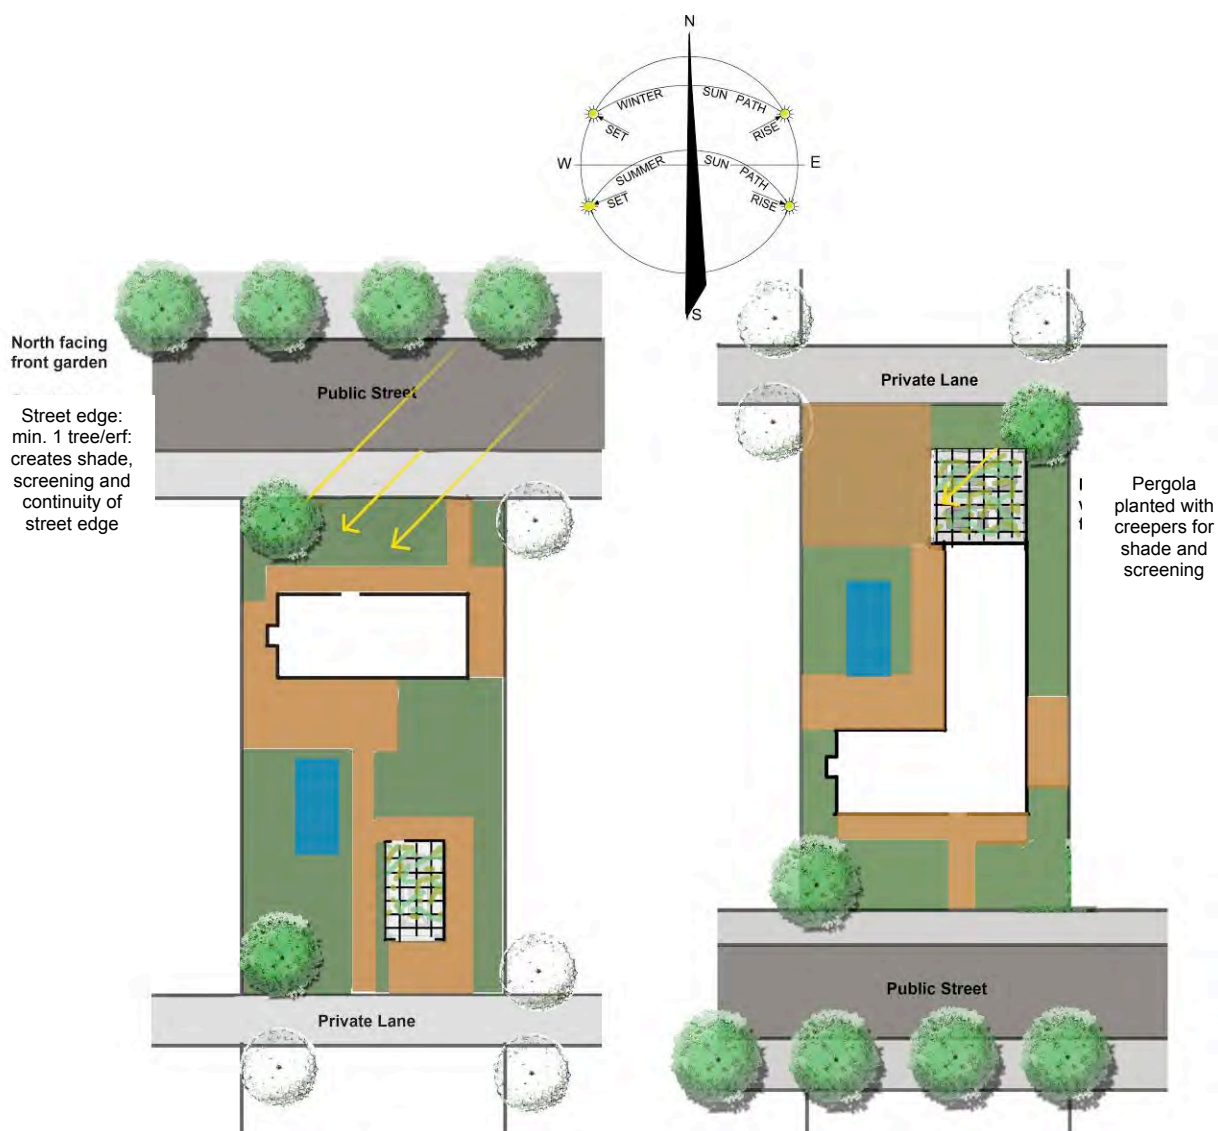 N
WINTER
SUN PATH
SET
RISE
W
E
SUMMER
SUN PATH
SET
RISE
S
North facing
front garden
Public Street
Street edge:
min. 1 tree/erf:
creates shade,
screening and
continuity of
street edge
Private Lane
Private Lane
Pergola
planted with
creepers for
shade and
screening
Public Street